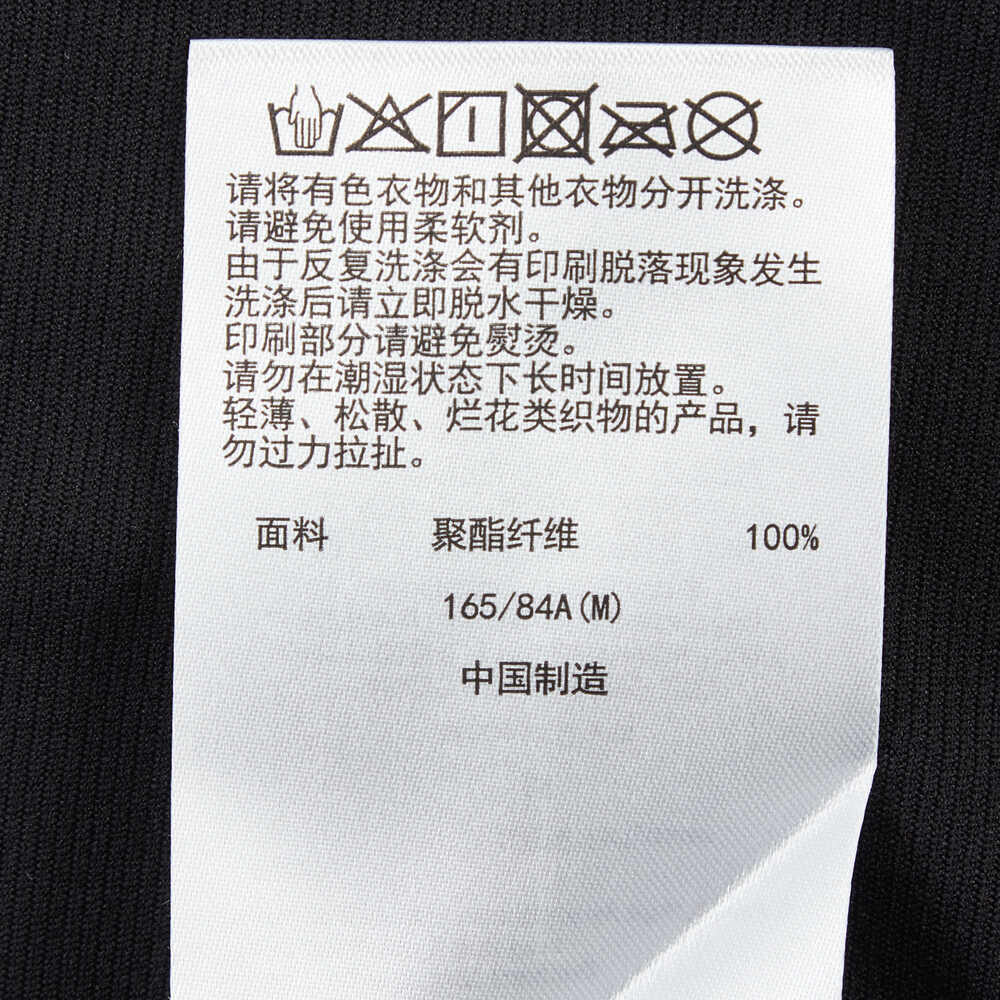 请将有色衣物和其他衣物分开洗涤。
请避免使用柔软剂。
由于反复洗涤会有印刷脱落现象发生
洗涤后请立即脱水干燥。
印刷部分请避免熨烫。
请勿在潮湿状态下长时间放置。
轻薄、松散、烂花类织物的产品，请
勿过力拉扯。
面料 聚酯纤维 100%
165/84A(M)
中国制造